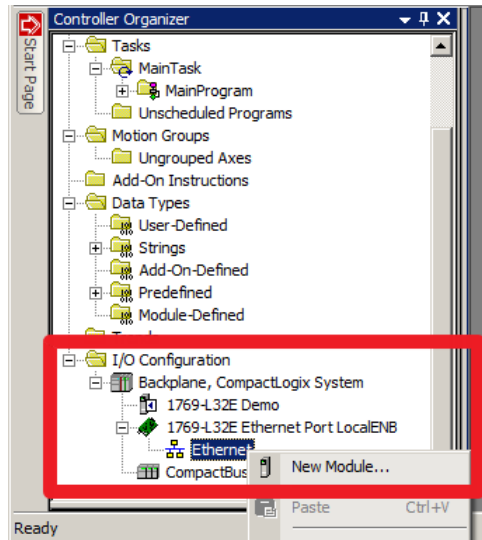 Controller Organizer
Start Page
Tasks
MainTask
MainProgram
Unscheduled Programs
Motion Groups
Ungrouped Axes
Add-On Instructions
Data Types
User-Defined
Strings
Add-On-Defined
Predefined
Module-Defined
I/O Configuration
Backplane, CompactLogix System
1769-L32E Demo
1769-L32E Ethernet Port LocalENB
Ethernet
New Module...
CompactBus
Paste Ctrl+V
Ready